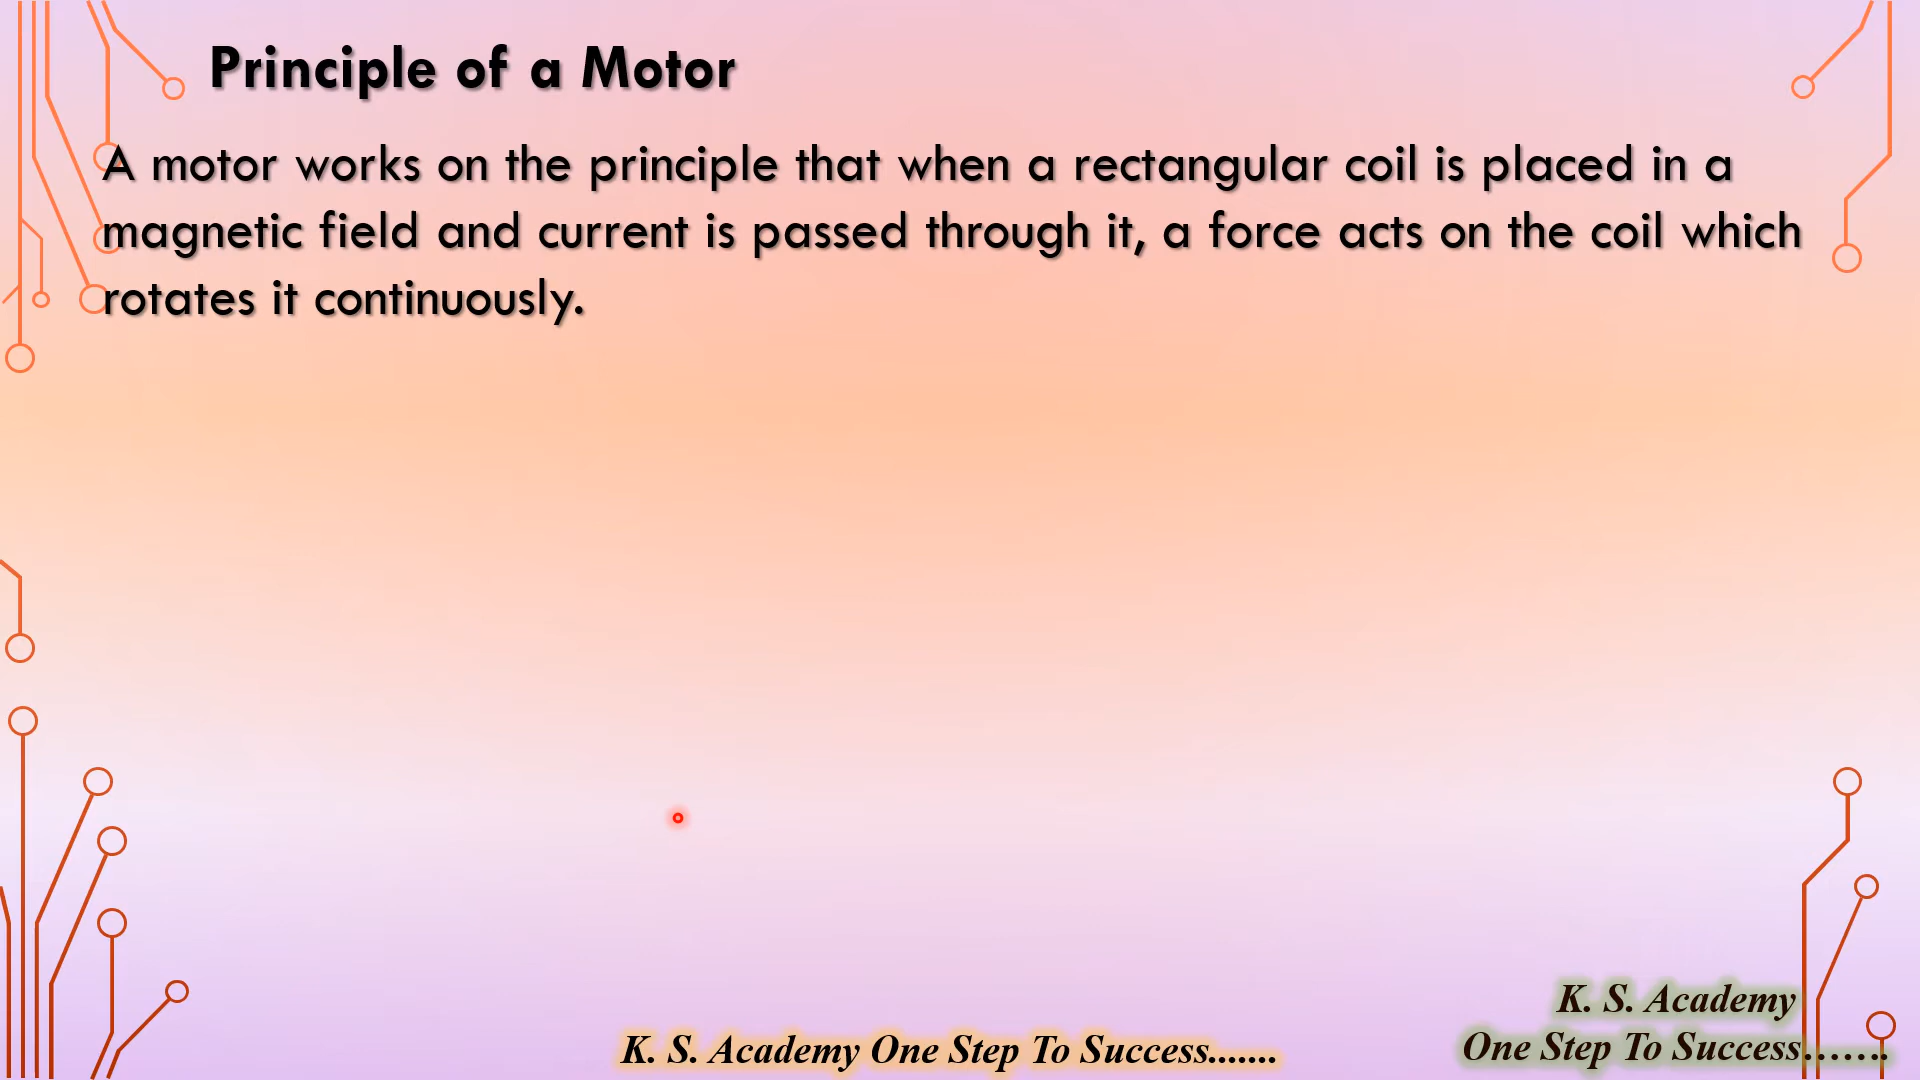 Principle of a Motor
A motor works on the principle that when a rectangular coil is placed in a
magnetic field and current is passed through it, a force acts on the coil which
rotates it continuously.
K. S. Academy
One Step To Success.......
K. S. Academy One Step To Success.......